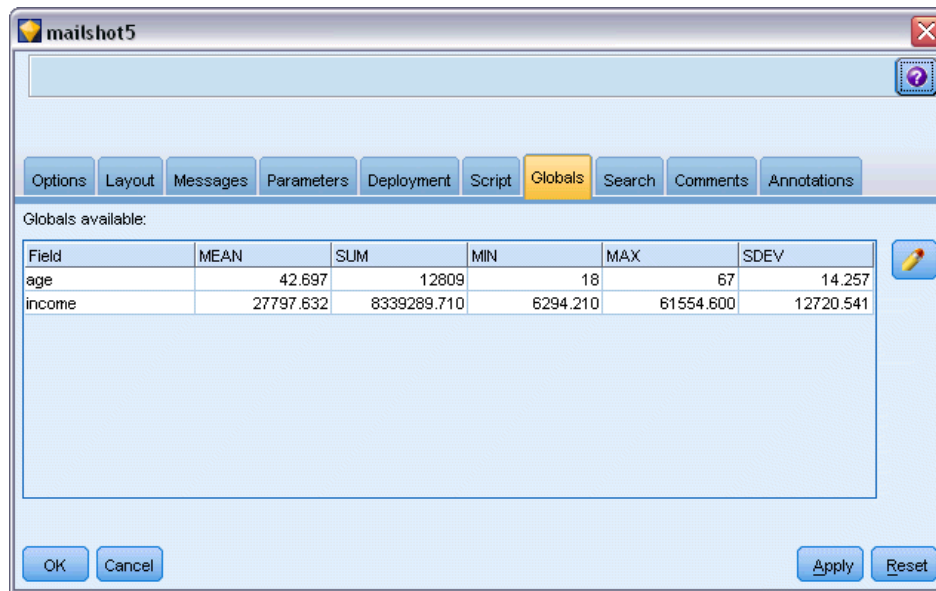 mailshot5
?
Options Layout Messages Parameters Deployment Script Globals Search Comments Annotations
Globals available:
Field MEAN SUM MIN MAX SDEV
age 42.697 12809 18 67 14.257
income 27797.632 8339289.710 6294.210 61554.600 12720.541
OK Cancel Apply Reset